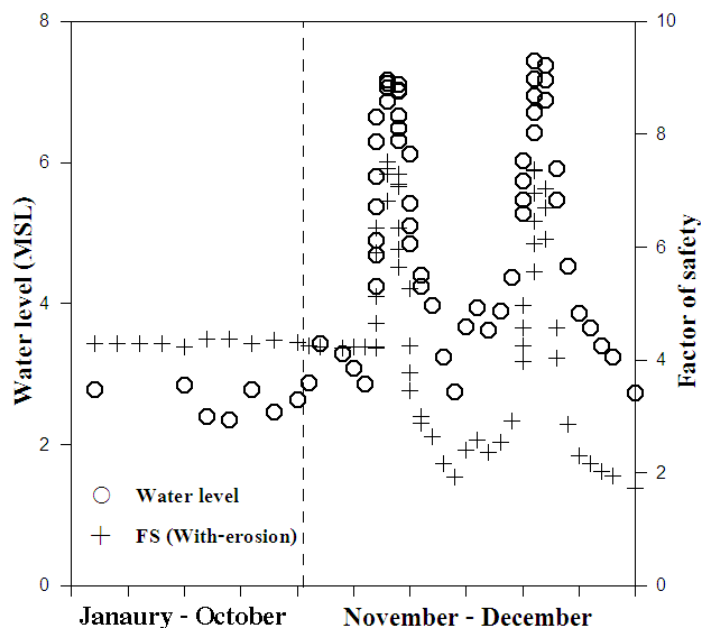 8
6
4
2
0
Water level (MSL)
10
8
6
4
2
0
Factor of safety
Water level
FS (With-erosion)
Janaury - October
November - December